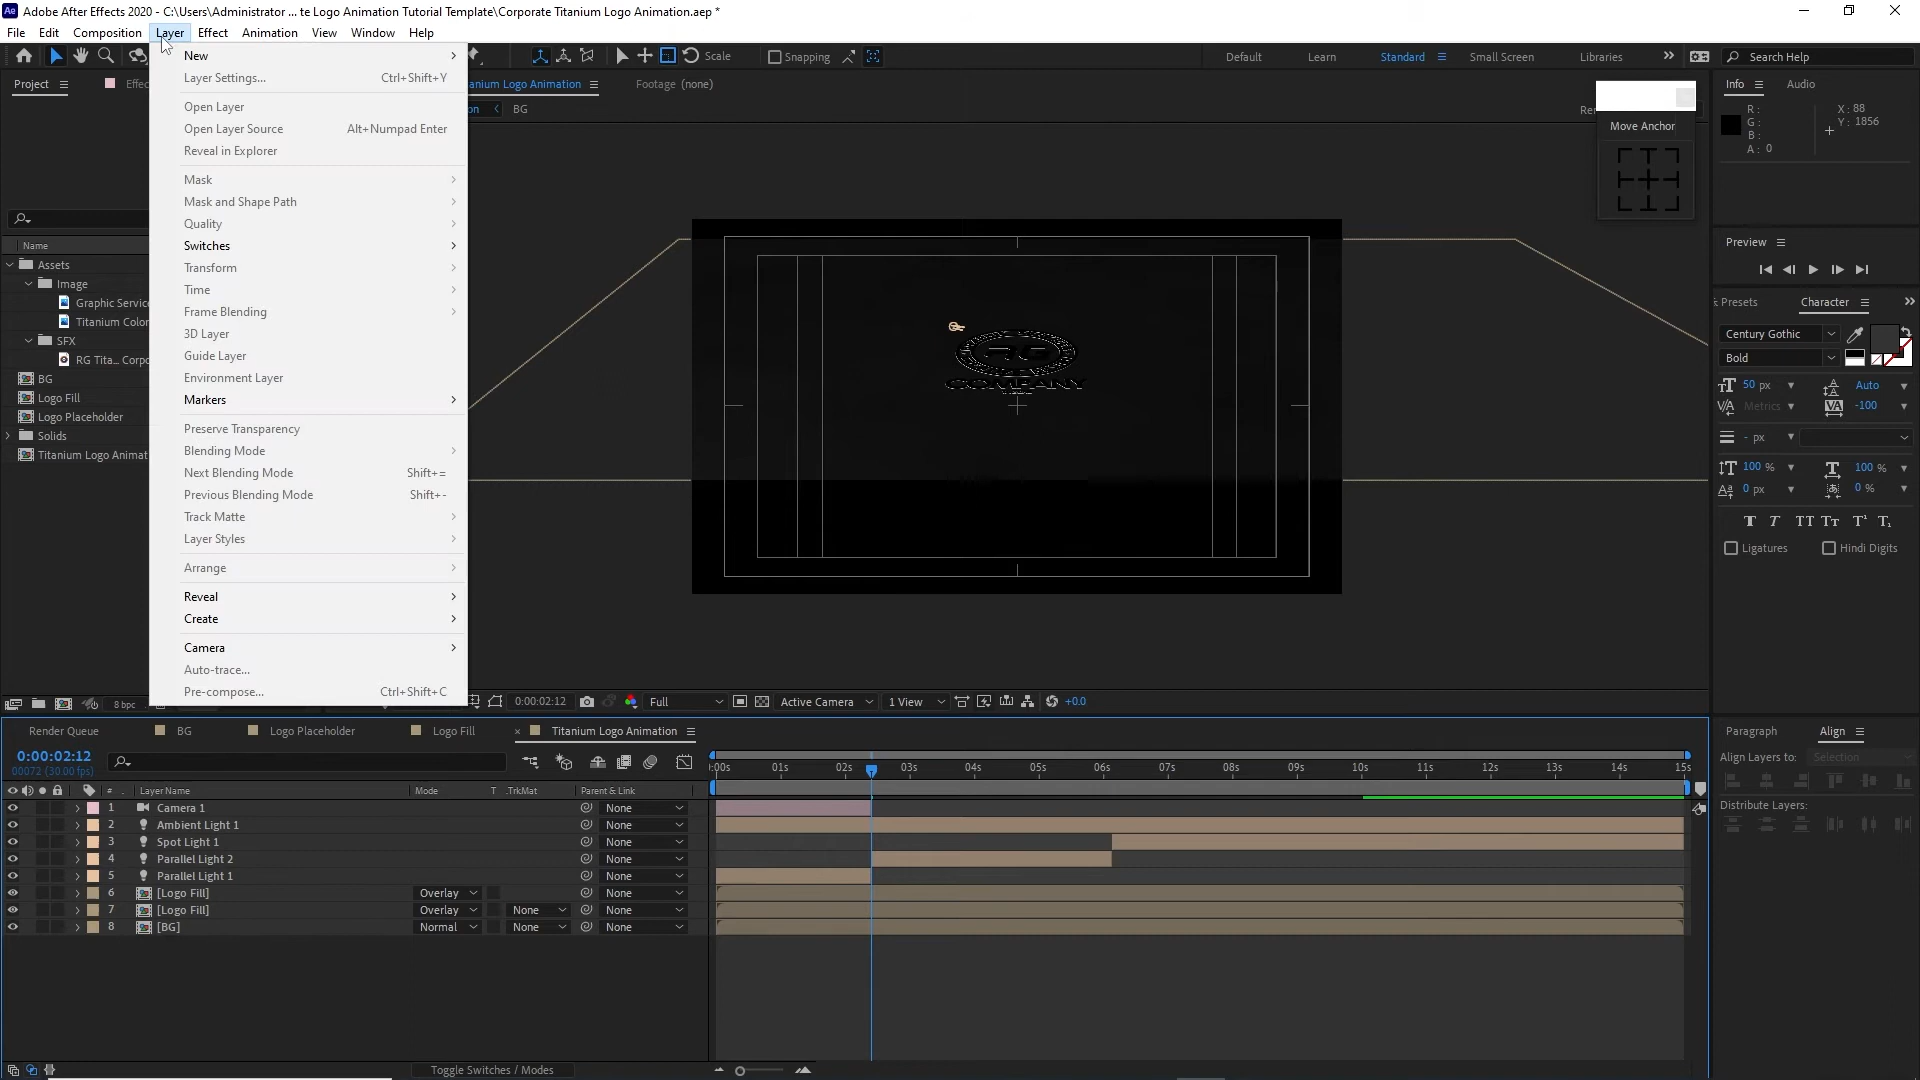 Adobe After Effects 2020 - C:\Users\Administrator ... te Logo Animation Tutorial Template\Corporate Titanium Logo Animation.aep *
File Edit Composition Layer Effect Animation View Window Help
Scale Snapping Default Learn Standard Small Screen Libraries Search Help
Project Effec
anium Logo Animation Footage (none)
on BG Ren
Info Audio
R :
G :
B :
A : 0
X : 88
Y : 1856
Move Anchor
New
Layer Settings... Ctrl+Shift+Y
Open Layer
Open Layer Source Alt+Numpad Enter
Reveal in Explorer
Mask
Mask and Shape Path
Quality
Switches
Transform
Time
Frame Blending
3D Layer
Guide Layer
Environment Layer
Markers
Preserve Transparency
Blending Mode
Next Blending Mode Shift+=
Previous Blending Mode Shift+-
Track Matte
Layer Styles
Arrange
Reveal
Create
Camera
Auto-trace...
Pre-compose... Ctrl+Shift+C
Name
Assets
Image
Graphic Service
Titanium Color
SFX
RG Tita... Corpo
BG
Logo Fill
Logo Placeholder
Solids
Titanium Logo Animat
8 bpc
RG
COMPANY
Preview
Presets Character
Century Gothic
Bold
50 px Auto
Metrics -100
- px
100 % 100 %
0 px 0 %
T T TT Tt T¹ T₁
Ligatures Hindi Digits
0:00:02:12 Full Active Camera 1 View +0.0
Render Queue BG Logo Placeholder Logo Fill Titanium Logo Animation
0:00:02:12
00072 (30.00 fps)
:00s 01s 02s 03s 04s 05s 06s 07s 08s 09s 10s 11s 12s 13s 14s 15s
# Layer Name Mode T .TrkMat Parent & Link
1 Camera 1 None
2 Ambient Light 1 None
3 Spot Light 1 None
4 Parallel Light 2 None
5 Parallel Light 1 None
6 [Logo Fill] Overlay None
7 [Logo Fill] Overlay None None
8 [BG] Normal None None
Toggle Switches / Modes
Paragraph Align
Align Layers to: Selection
Distribute Layers: